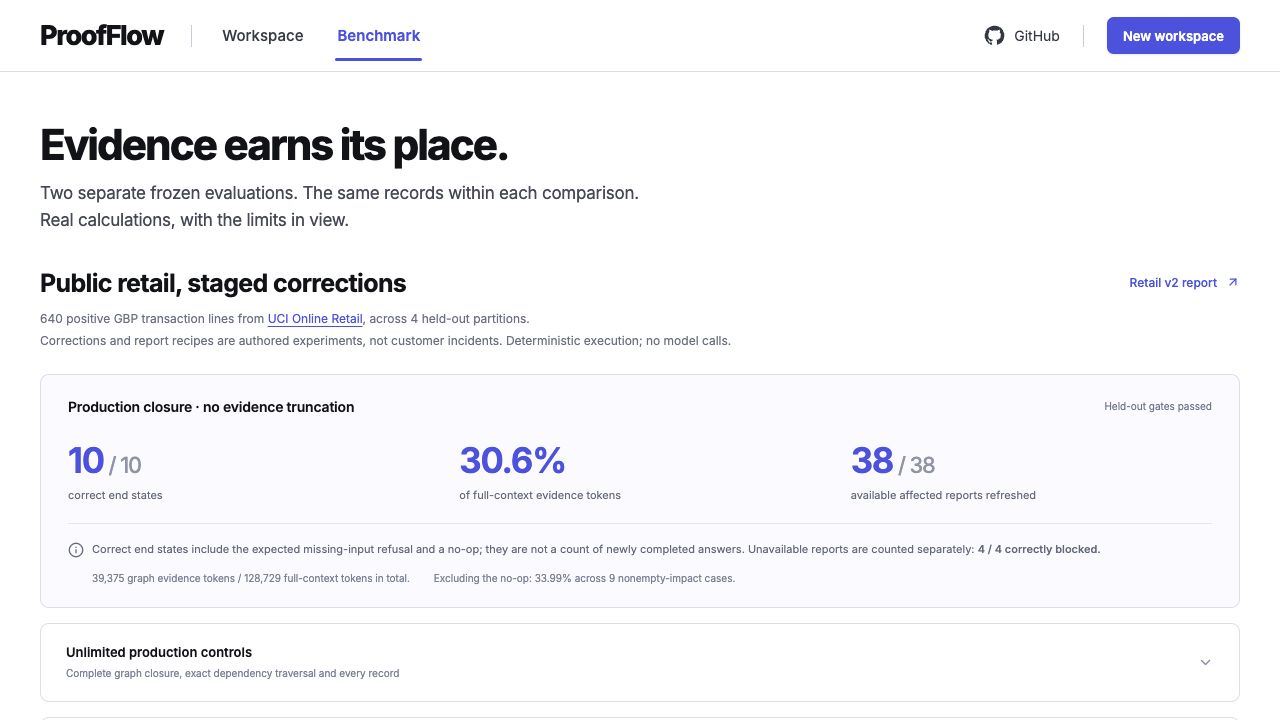 ProofFlow
Workspace
Benchmark
GitHub
New workspace
Evidence earns its place.
Two separate frozen evaluations. The same records within each comparison.
Real calculations, with the limits in view.
Public retail, staged corrections
Retail v2 report
640 positive GBP transaction lines from UCI Online Retail, across 4 held-out partitions.
Corrections and report recipes are authored experiments, not customer incidents. Deterministic execution; no model calls.
Production closure · no evidence truncation
Held-out gates passed
10 / 10
correct end states
30.6%
of full-context evidence tokens
38 / 38
available affected reports refreshed
Correct end states include the expected missing-input refusal and a no-op; they are not a count of newly completed answers. Unavailable reports are counted separately: 4 / 4 correctly blocked.
39,375 graph evidence tokens / 128,729 full-context tokens in total.
Excluding the no-op: 33.99% across 9 nonempty-impact cases.
Unlimited production controls
Complete graph closure, exact dependency traversal and every record